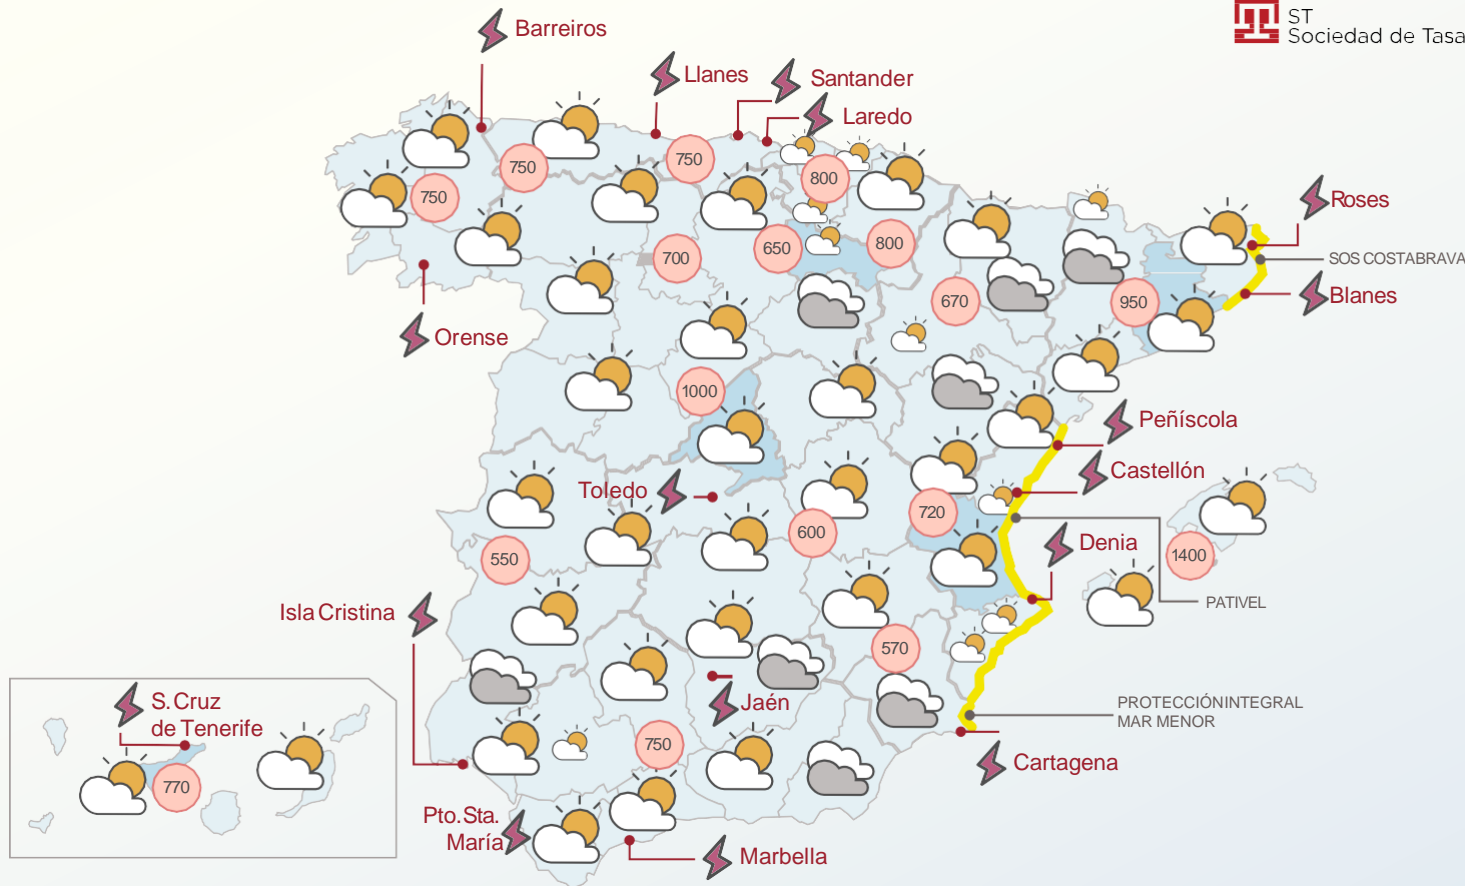 ST
Sociedad de Tasa
Barreiros
Llanes
Santander
Laredo
750
750
750
800
Roses
SOS COSTABRAVA
700
650
800
Orense
670
950
Blanes
1000
Peñíscola
Castellón
Toledo
720
600
Denia
1400
550
PATIVEL
Isla Cristina
570
S. Cruz
de Tenerife
Jaén
PROTECCIÓNINTEGRAL
MAR MENOR
750
Cartagena
770
Pto. Sta.
María
Marbella